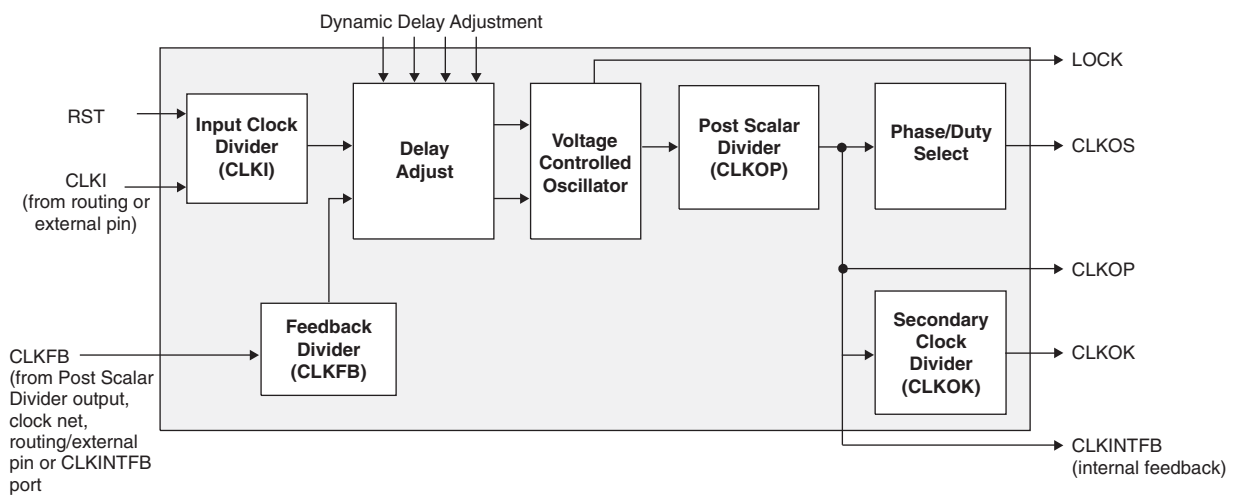 Dynamic Delay Adjustment
LOCK
RST
Input Clock
Divider
(CLKI)
Delay
Adjust
Voltage
Controlled
Oscillator
Post Scalar
Divider
(CLKOP)
Phase/Duty
Select
CLKOS
CLKI
(from routing or
external pin)
CLKOP
Feedback
Divider
(CLKFB)
Secondary
Clock
Divider
(CLKOK)
CLKOK
CLKFB
(from Post Scalar
Divider output,
clock net,
routing/external
pin or CLKINTFB
port
CLKINTFB
(internal feedback)